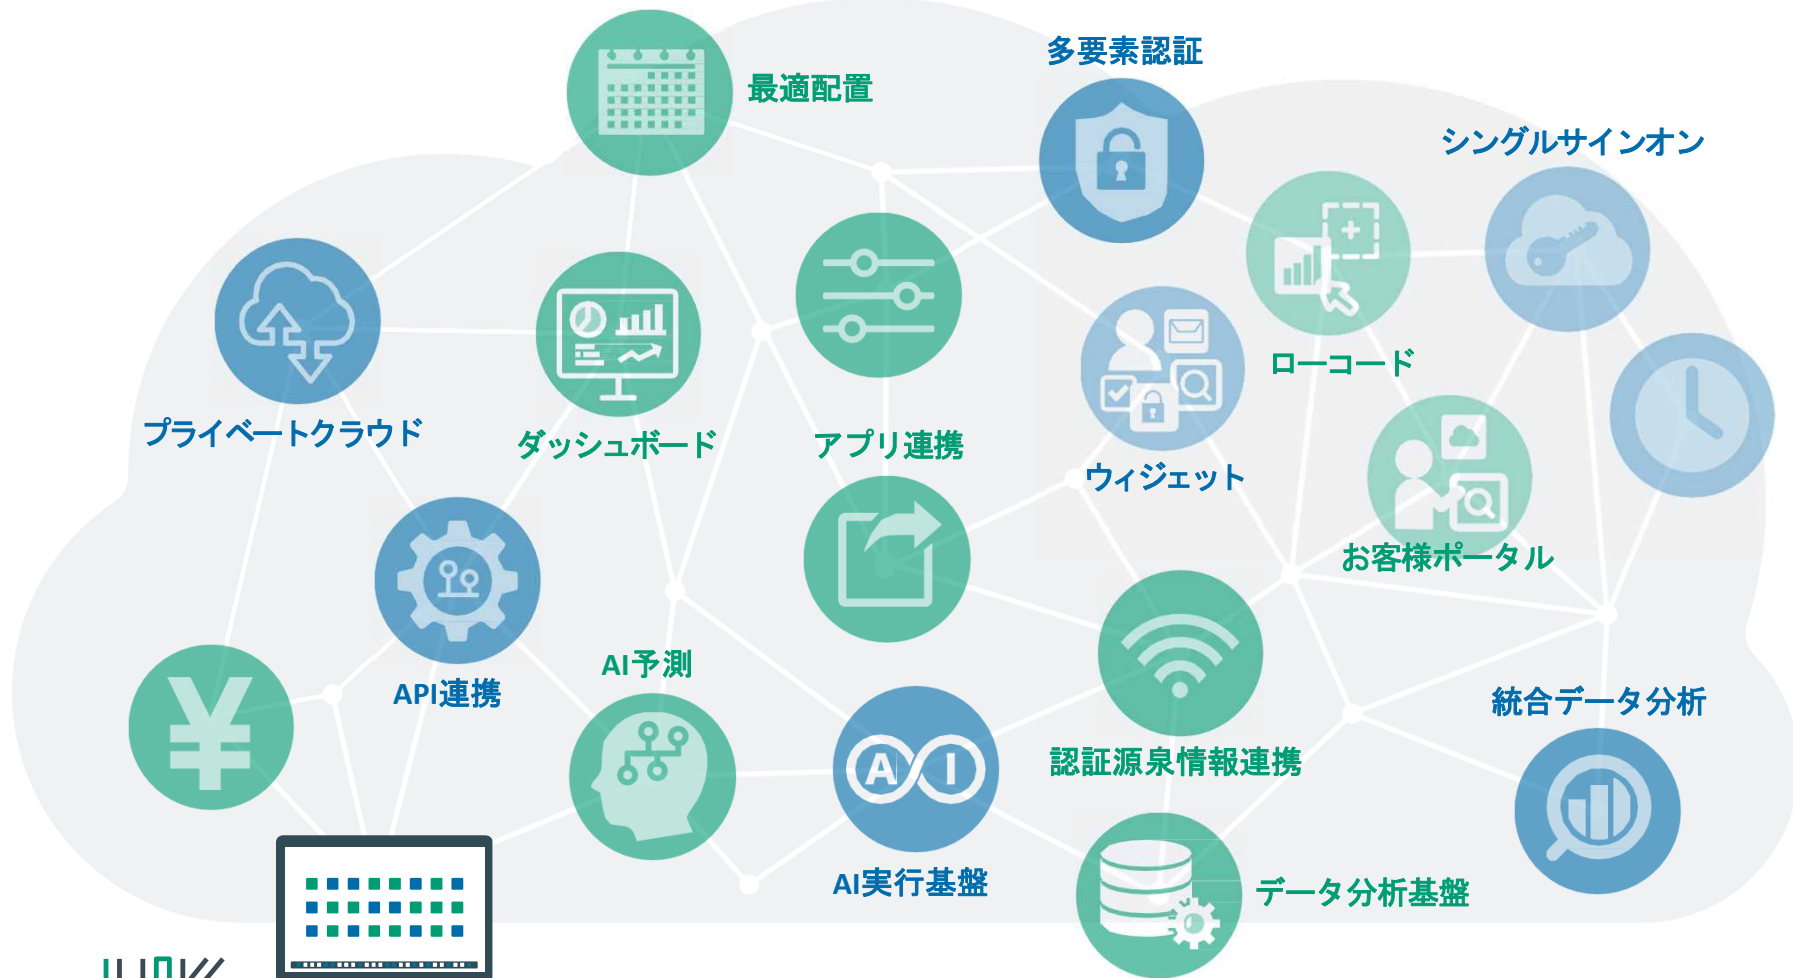 多要素認証
最適配置
シングルサインオン
ローコード
プライベートクラウド
ダッシュボード
アプリ連携
ウィジェット
お客様ポータル
AI予測
API連携
統合データ分析
認証源泉情報連携
AI
AI実行基盤
データ分析基盤